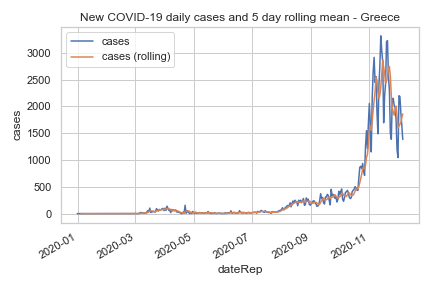 New COVID-19 daily cases and 5 day rolling mean - Greece
cases
cases (rolling)
3000
2500
2000
1500
1000
500
0
cases
2020-01
2020-03
2020-05
2020-07
2020-09
2020-11
dateRep